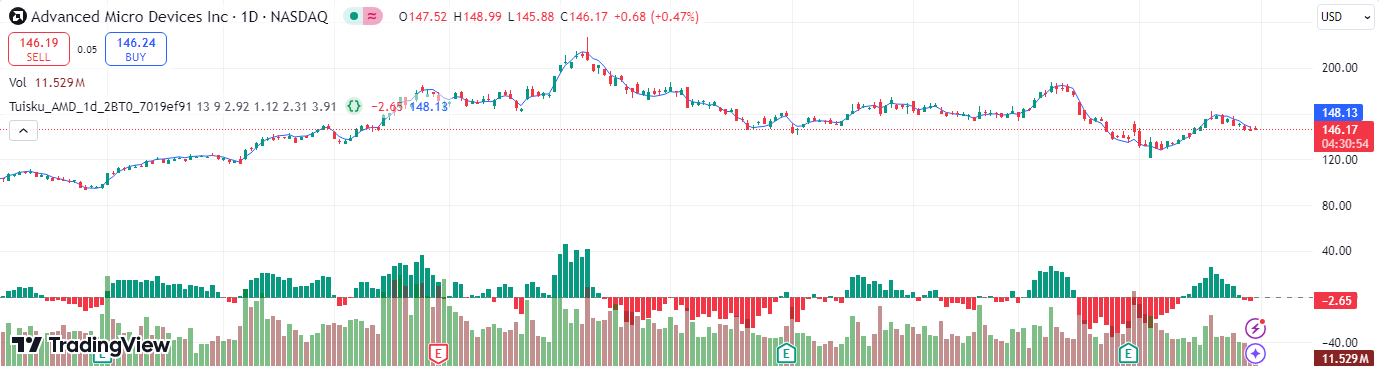 Advanced Micro Devices Inc · 1D · NASDAQ ≈ O147.52 H148.99 L145.88 C146.17 +0.68 (+0.47%)
USD
146.19 SELL
0.05
146.24 BUY
Vol 11.529 M
Tuisku_AMD_1d_2BT0_7019ef91 13 9 2.92 1.12 2.31 3.91 {} −2.65 148.13
200.00
148.13
146.17
04:30:54
120.00
80.00
40.00
−2.65
−40.00
11.529 M
TradingView
E
E
E
E